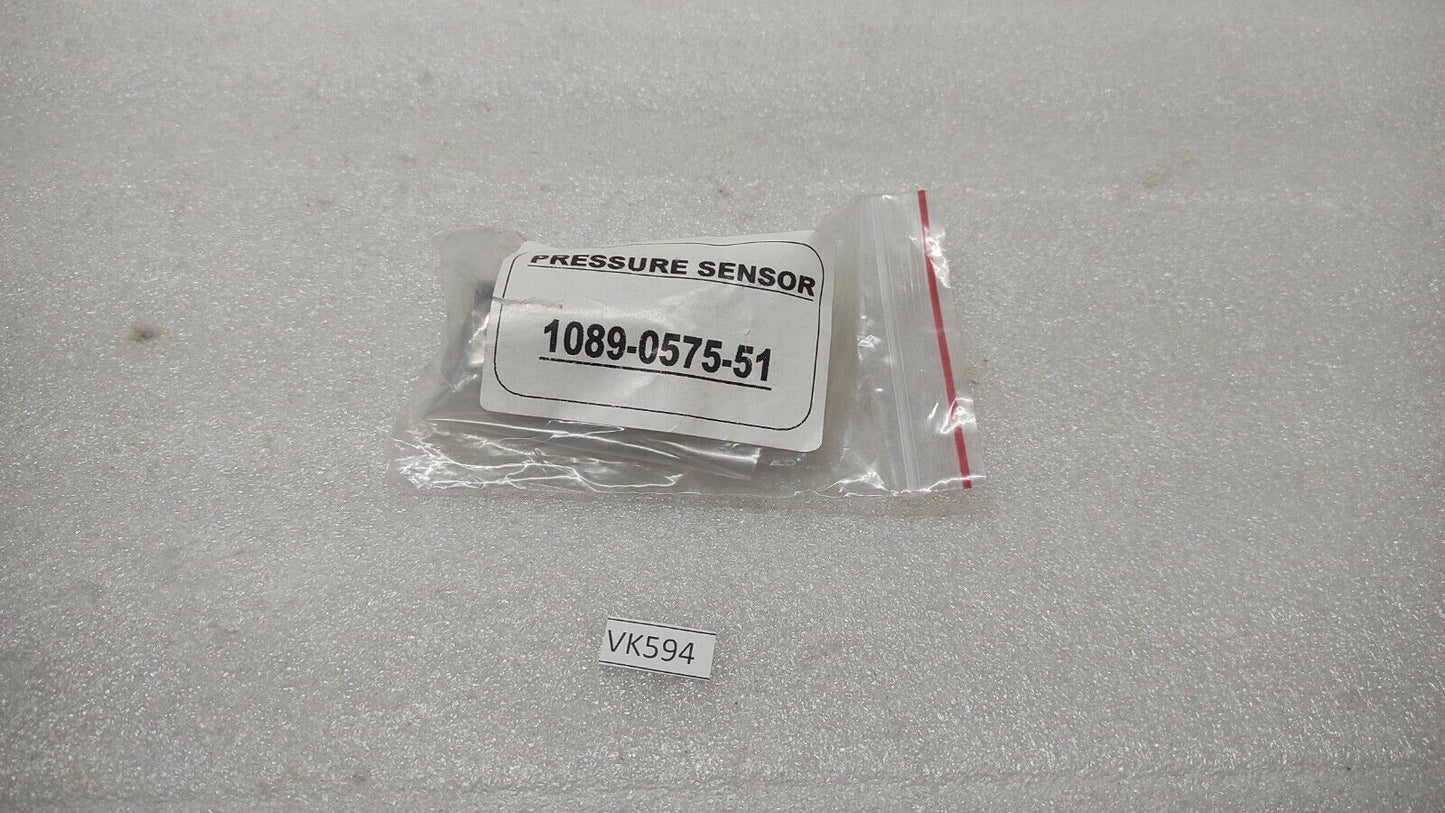 PRESSURE SENSOR
1089-0575-51
VK594